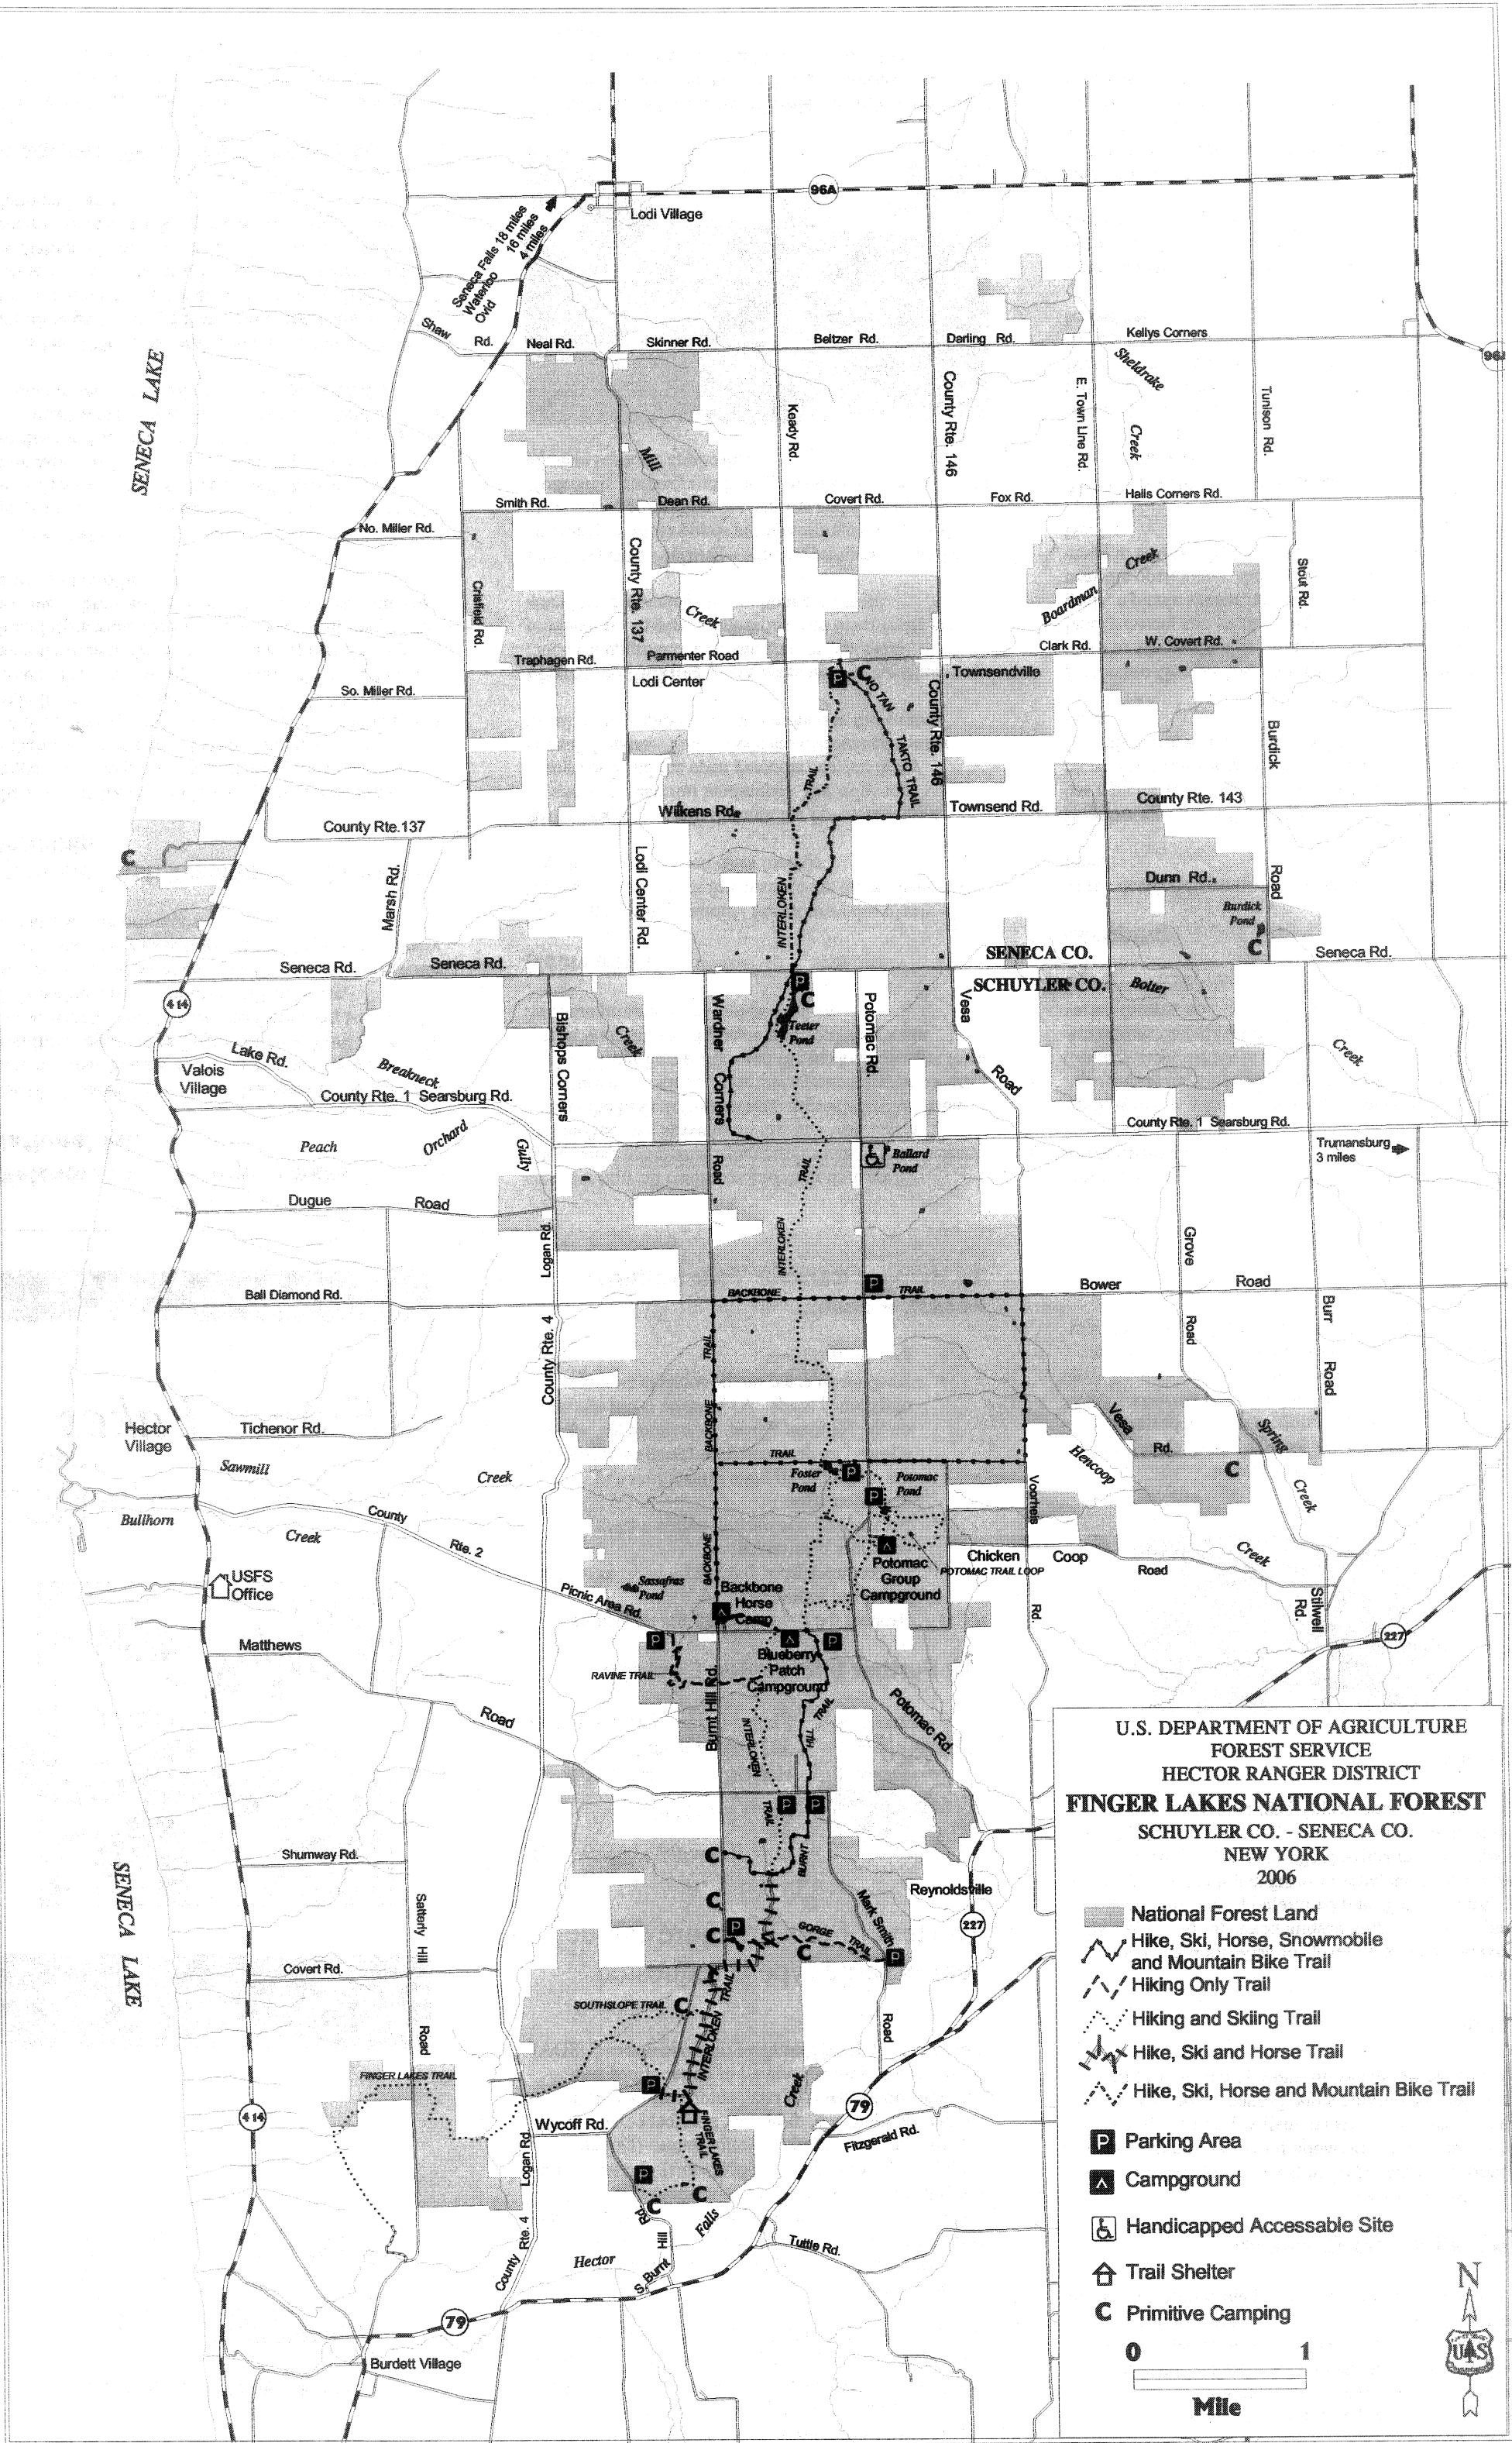 96A
Lodi Village
Seneca Falls 18 miles
Waterloo 16 miles
Ovid 4 miles
Shaw Rd.
Neal Rd.
Skinner Rd.
Beltzer Rd.
Darling Rd.
Kellys Corners
SENECA LAKE
Mill
Keady Rd.
County Rte. 146
E. Town Line Rd.
Sheldrake
Creek
Tunison Rd.
Smith Rd.
Dean Rd.
Covert Rd.
Fox Rd.
Halls Corners Rd.
No. Miller Rd.
Crisfield Rd.
County Rte. 137
Creek
Boardman
Creek
Stout Rd.
Traphagen Rd.
Parmenter Road
Clark Rd.
W. Covert Rd.
So. Miller Rd.
Lodi Center
P
C
NO TAN
TAKTO TRAIL
County Rte. 146
Townsendville
Burdick
TRAIL
Wilkens Rd.
Townsend Rd.
County Rte. 143
County Rte.137
C
Marsh Rd.
Lodi Center Rd.
INTERLOKEN
Dunn Rd.
Burdick
Pond
C
Road
Seneca Rd.
Seneca Rd.
SENECA CO.
SCHUYLER CO.
Seneca Rd.
414
P
C
Teeter
Pond
Bishops Corners
Creek
Wardner Corners
Road
Potomac Rd.
Vesa
Road
Bolter
Creek
Lake Rd.
Valois
Village
Breakneck
County Rte. 1 Searsburg Rd.
County Rte. 1 Searsburg Rd.
Peach
Orchard
Gully
Ballard
Pond
TRAIL
Trumansburg
3 miles
Dugue Road
Logan Rd.
INTERLOKEN
Grove
Road
Ball Diamond Rd.
BACKBONE
P
TRAIL
Bower Road
Burr
Road
County Rte. 4
TRAIL
BACKBONE
Hector
Village
Tichenor Rd.
Sawmill
Creek
TRAIL
Foster
Pond
P
P
Potomac
Pond
Vesa Rd.
Hencoop
C
Spring
Creek
Bullhorn
Creek
County
Rte. 2
BACKBONE
Voorheis
Rd.
Chicken Coop Road
Creek
Potomac
Group
Campground
POTOMAC TRAIL LOOP
USFS
Office
Picnic Area Rd.
Sassafras
Pond
Backbone
Horse
Camp
Stilwell
Rd.
227
Matthews
Road
P
RAVINE TRAIL
Blueberry
Patch
Campground
P
Burnt Hill Rd.
INTERLOKEN
TRAIL
HILL
TRAIL
BURNT
Potomac Rd.
P
P
Shumway Rd.
C
C
C
P
Reynoldsville
227
SENECA LAKE
Satterly Hill
Road
Mark Smith
Road
GORGE
TRAIL
C
P
Covert Rd.
SOUTHSLOPE TRAIL
C
TRAIL
INTERLOKEN
FINGER LAKES TRAIL
P
Creek
79
Fitzgerald Rd.
414
Wycoff Rd.
FINGER LAKES
TRAIL
Logan Rd.
P
C
C
Falls
Rd
Hill
S. Burnt
Tuttle Rd.
County Rte. 4
Hector
79
Burdett Village
96A
U.S. DEPARTMENT OF AGRICULTURE
FOREST SERVICE
HECTOR RANGER DISTRICT
FINGER LAKES NATIONAL FOREST
SCHUYLER CO. - SENECA CO.
NEW YORK
2006
National Forest Land
Hike, Ski, Horse, Snowmobile
and Mountain Bike Trail
Hiking Only Trail
Hiking and Skiing Trail
Hike, Ski and Horse Trail
Hike, Ski, Horse and Mountain Bike Trail
P Parking Area
Campground
Handicapped Accessable Site
Trail Shelter
C Primitive Camping
0 1
Mile
N
U S